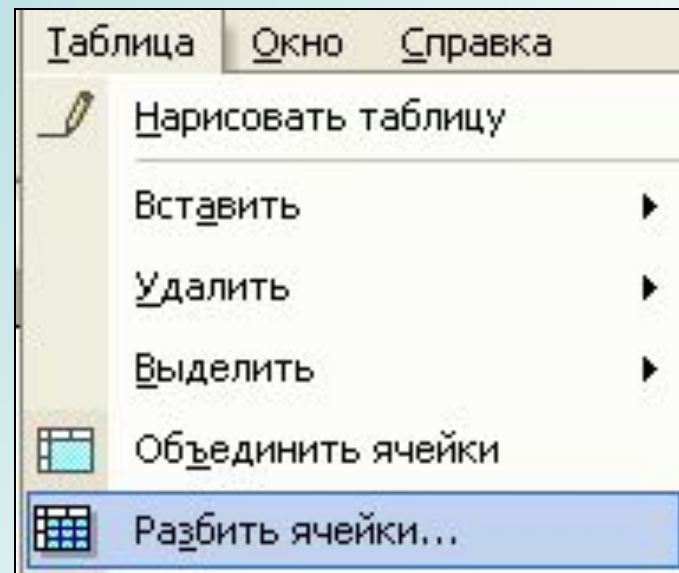 Таблица Окно Справка
Нарисовать таблицу
Вставить
Удалить
Выделить
Объединить ячейки
Разбить ячейки...